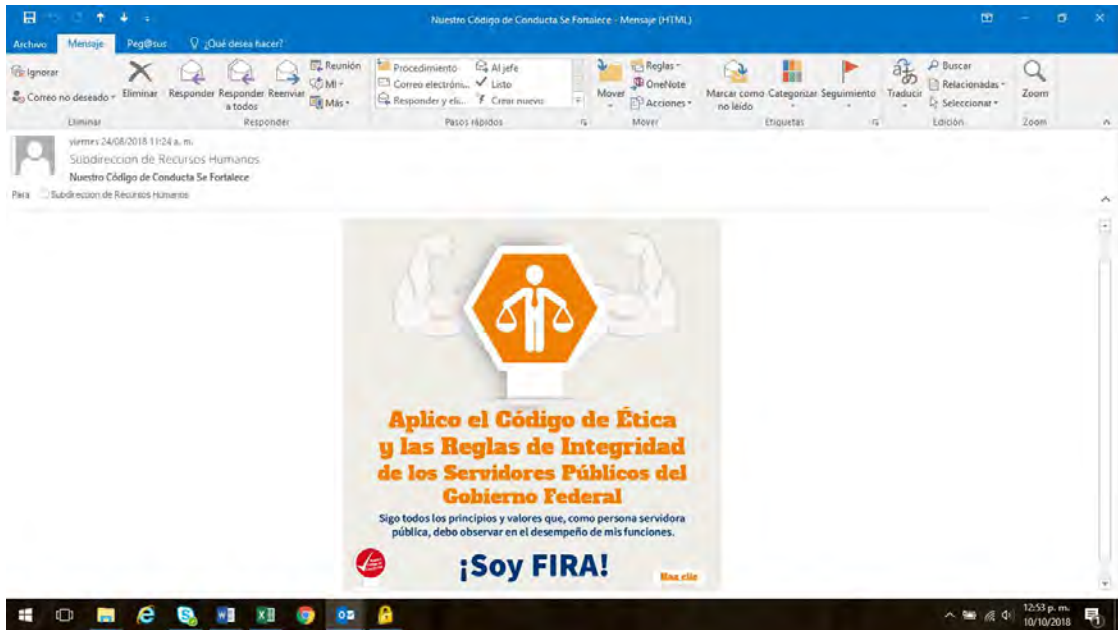 Nuestro Código de Conducta Se Fortalece - Mensaje (HTML)
Archivo Mensaje Peg@sus ¿Qué desea hacer?
Ignorar
Correo no deseado
Eliminar
Responder
Responder a todos
Reenviar
Reunión
MI
Más
Procedimiento
Correo electróni...
Responder y eli...
Al jefe
Listo
Crear nuevo
Mover
Reglas
OneNote
Acciones
Marcar como no leído
Categorizar
Seguimiento
Traducir
Buscar
Relacionadas
Seleccionar
Zoom
Eliminar Responder Pasos rápidos Mover Etiquetas Edición Zoom
viernes 24/08/2018 11:24 a. m.
Subdireccion de Recursos Humanos
Nuestro Código de Conducta Se Fortalece
Para Subdireccion de Recursos Humanos
Aplico el Código de Ética
y las Reglas de Integridad
de los Servidores Públicos del
Gobierno Federal
Sigo todos los principios y valores que, como persona servidora
pública, debo observar en el desempeño de mis funciones.
¡Soy FIRA!
Haz clic
12:53 p. m.
10/10/2018